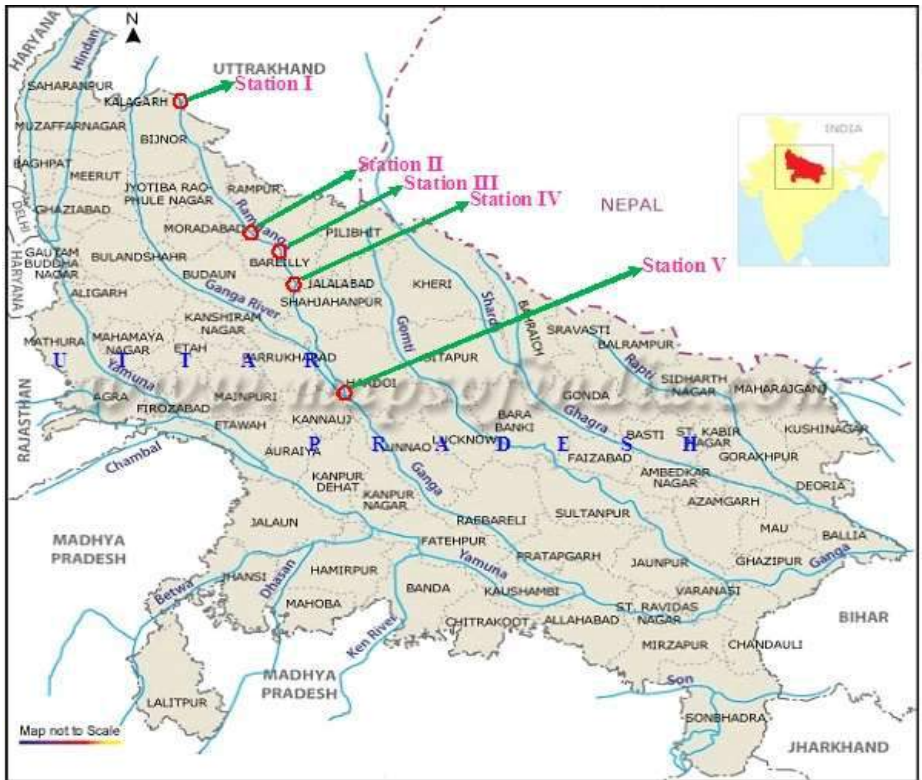 N
HARYANA
Hindan
UTTRAKHAND
Station I
SAHARANPUR
KALAGARH
MUZAFFARNAGAR
BIJNOR
INDIA
BAGHPAT
MEERUT
Station II
JYOTIBA RAO-
PHULE NAGAR
RAMPUR
Station III
Station IV
DELHI
GHAZIABAD
Ramgang
NEPAL
MORADABAD
PILIBHIT
HARYANA
GAUTAM
BUDDHA
NAGAR
BULANDSHAHR
BAREILLY
Station V
BUDAUN
JALALABAD
KHERI
ALIGARH
Ganga River
SHAHJAHANPUR
Shard
BAHRAICH
KANSHIRAM
NAGAR
Gomti
SRAVASTI
MATHURA
MAHAMAYA
NAGAR
ETAH
FARRUKHABAD
SITAPUR
BALRAMPUR
Rapti
U T T A R
www.mapsofindia.com
Yamuna
HARDOI
SIDHARTH
NAGAR
MAHARAJGANJ
RAJASTHAN
AGRA
FIROZABAD
MAINPURI
GONDA
KANNAUJ
BARA
BANKI
Ghagra
ETAWAH
ST. KABIR
NAGAR
KUSHINAGAR
P R A D E S H
UNNAO
LUCKNOW
BASTI
Chambal
AURAIYA
FAIZABAD
GORAKHPUR
KANPUR
DEHAT
Ganga
AMBEDKAR
NAGAR
DEORIA
KANPUR
NAGAR
AZAMGARH
MADHYA
PRADESH
JALAUN
RAEBARELI
SULTANPUR
MAU
BALLIA
FATEHPUR
PRATAPGARH
JAUNPUR
GHAZIPUR
Ganga
Betwa
JHANSI
Dhasan
HAMIRPUR
Yamuna
BANDA
KAUSHAMBI
VARANASI
MAHOBA
ST. RAVIDAS
NAGAR
BIHAR
Ken River
CHITRAKOOT
ALLAHABAD
MIRZAPUR
CHANDAULI
MADHYA
PRADESH
Son
LALITPUR
SONBHADRA
Map not to Scale
JHARKHAND